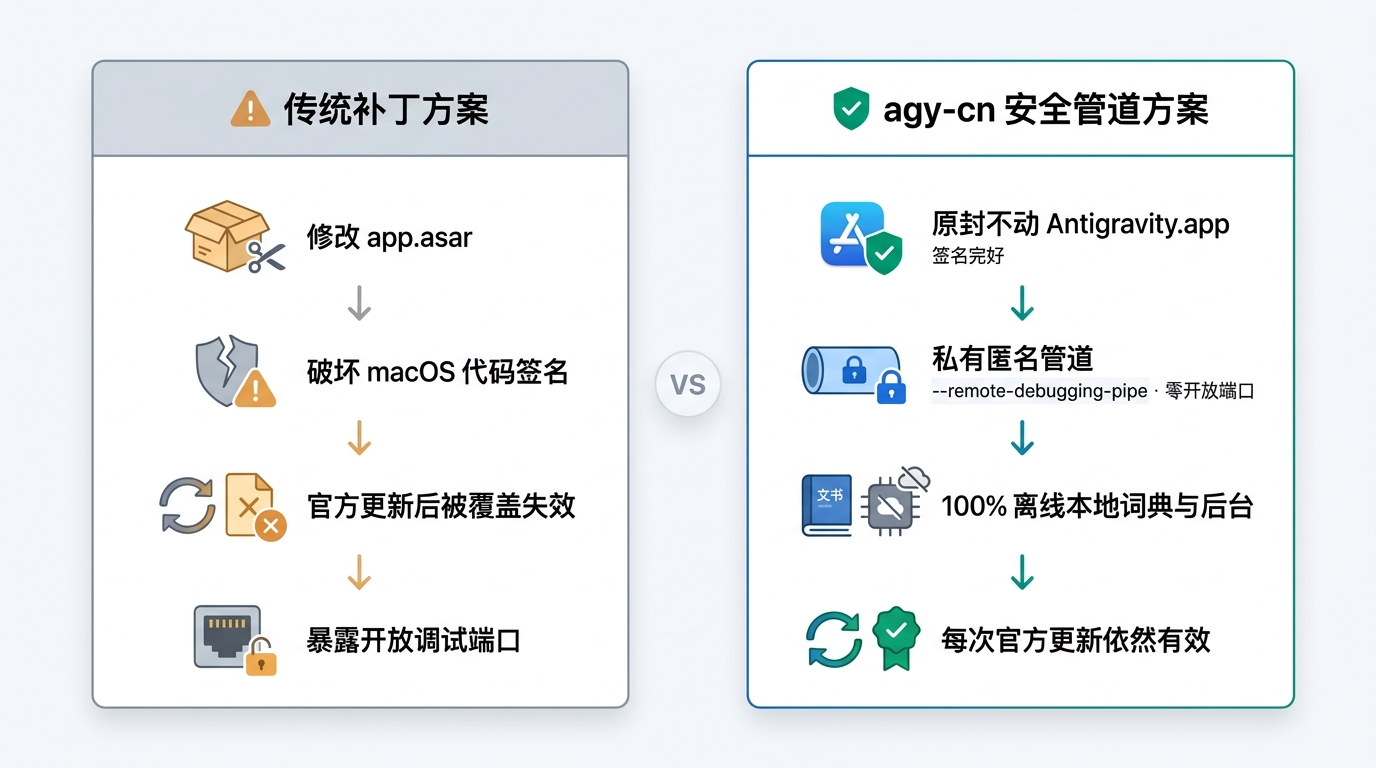 传统补丁方案
修改 app.asar
破坏 macOS 代码签名
官方更新后被覆盖失效
暴露开放调试端口
VS
agy-cn 安全管道方案
原封不动 Antigravity.app
签名完好
私有匿名管道
--remote-debugging-pipe · 零开放端口
文书
100% 离线本地词典与后台
每次官方更新依然有效